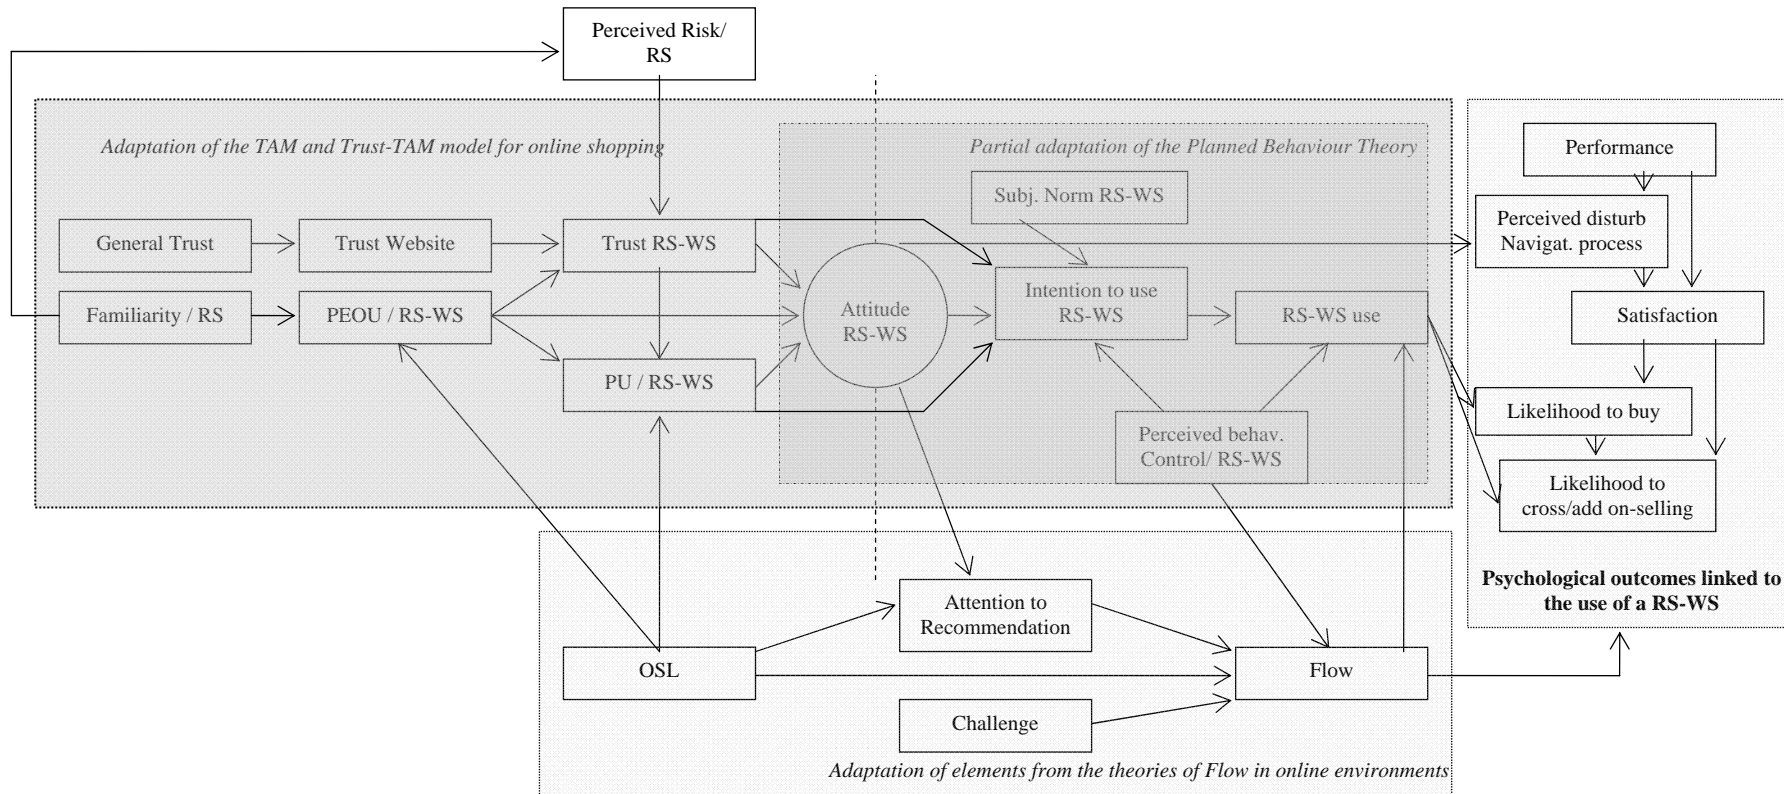 Perceived Risk/
RS
Adaptation of the TAM and Trust-TAM model for online shopping
Partial adaptation of the Planned Behaviour Theory
Performance
Subj. Norm RS-WS
Perceived disturb
Navigat. process
General Trust
Trust Website
Trust RS-WS
Familiarity / RS
PEOU / RS-WS
Attitude
RS-WS
Intention to use
RS-WS
RS-WS use
Satisfaction
PU / RS-WS
Likelihood to buy
Perceived behav.
Control/ RS-WS
Likelihood to
cross/add on-selling
Psychological outcomes linked to
the use of a RS-WS
Attention to
Recommendation
OSL
Flow
Challenge
Adaptation of elements from the theories of Flow in online environments